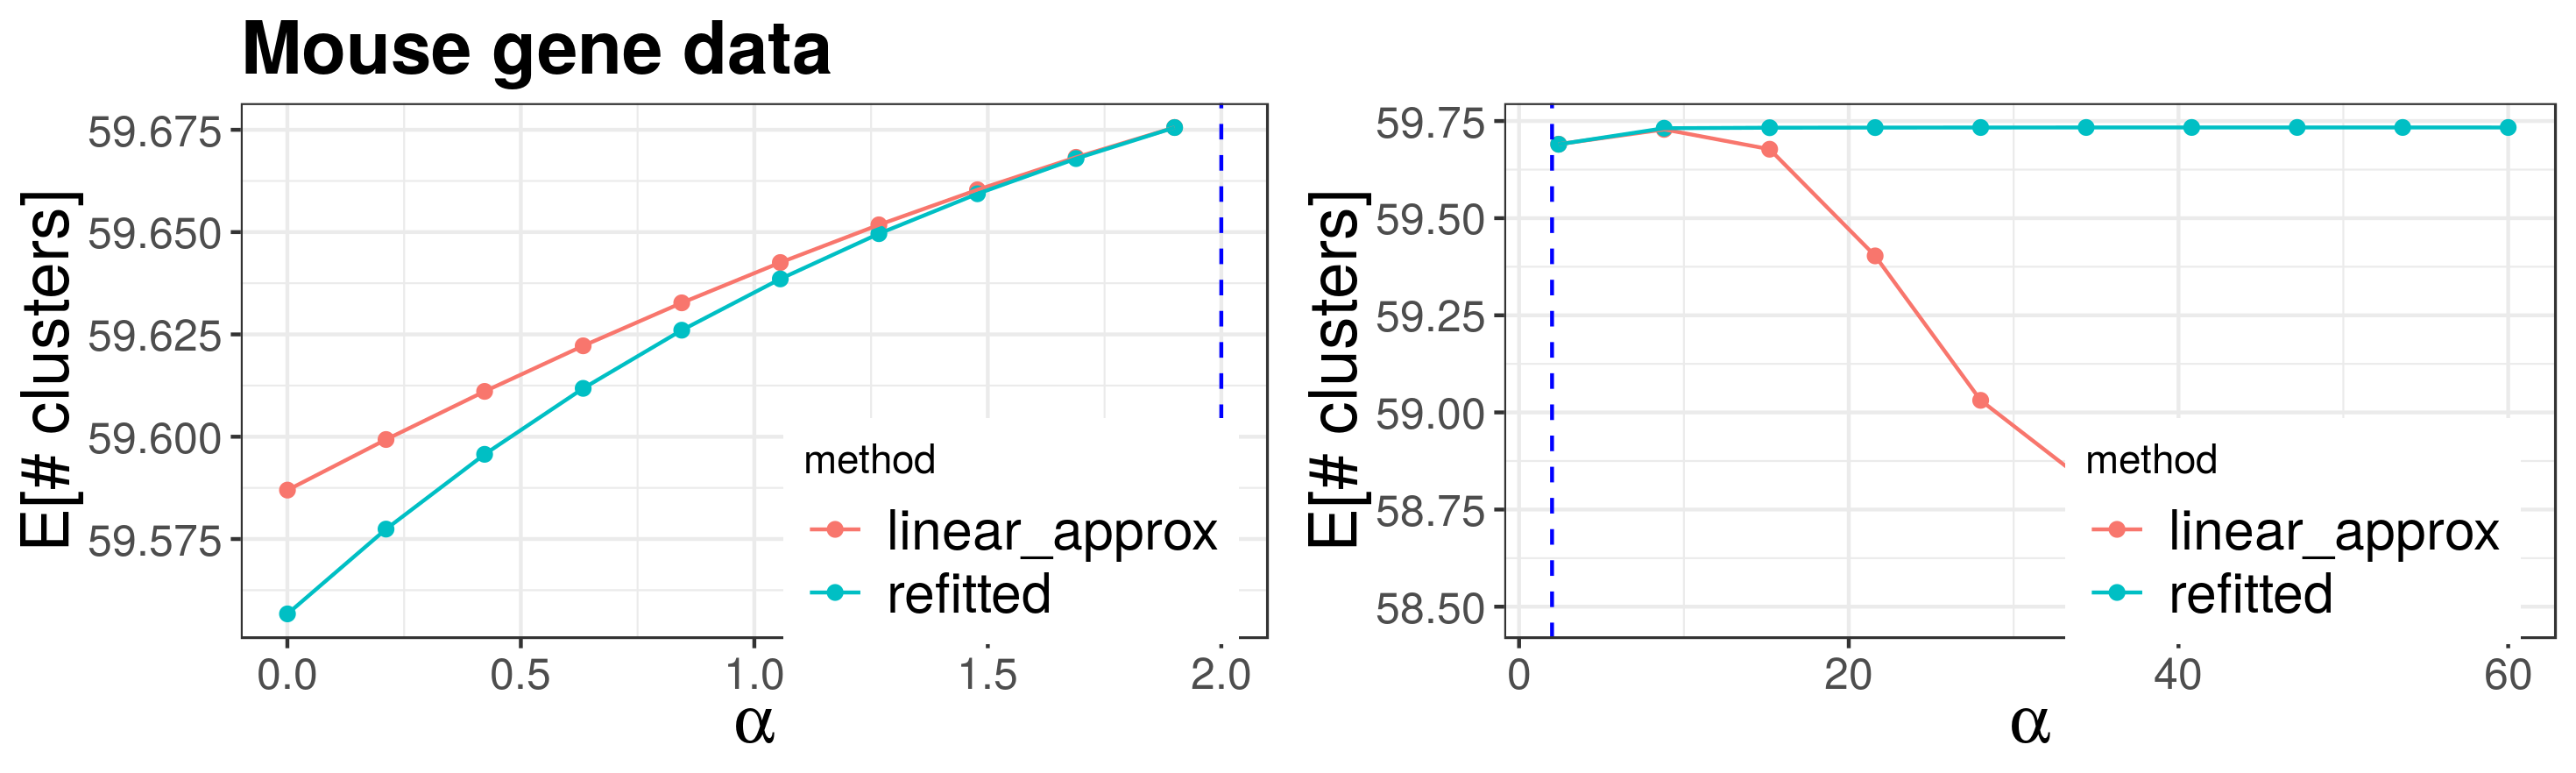 Mouse gene data
E[# clusters]
59.675
59.650
59.625
59.600
59.575
0.0 0.5 1.0 1.5 2.0
α
method
linear_approx
refitted
E[# clusters]
59.75
59.50
59.25
59.00
58.75
58.50
0 20 40 60
α
method
linear_approx
refitted